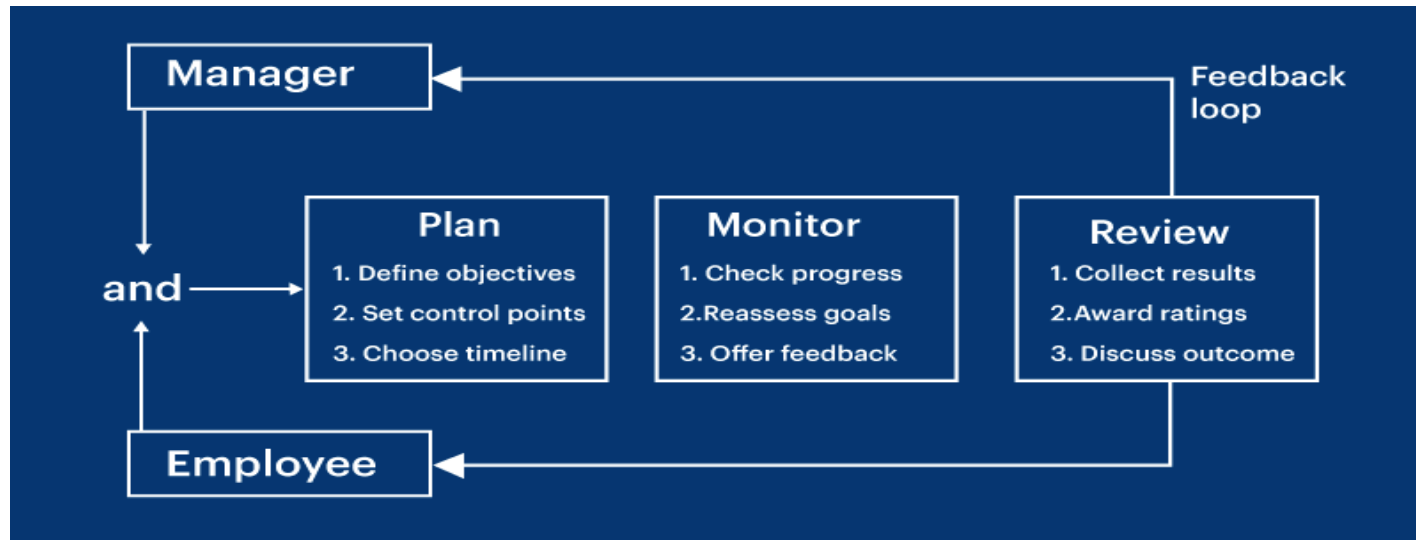 Manager
Feedback
loop
and
Plan
1. Define objectives
2. Set control points
3. Choose timeline
Monitor
1. Check progress
2.Reassess goals
3. Offer feedback
Review
1. Collect results
2.Award ratings
3. Discuss outcome
Employee